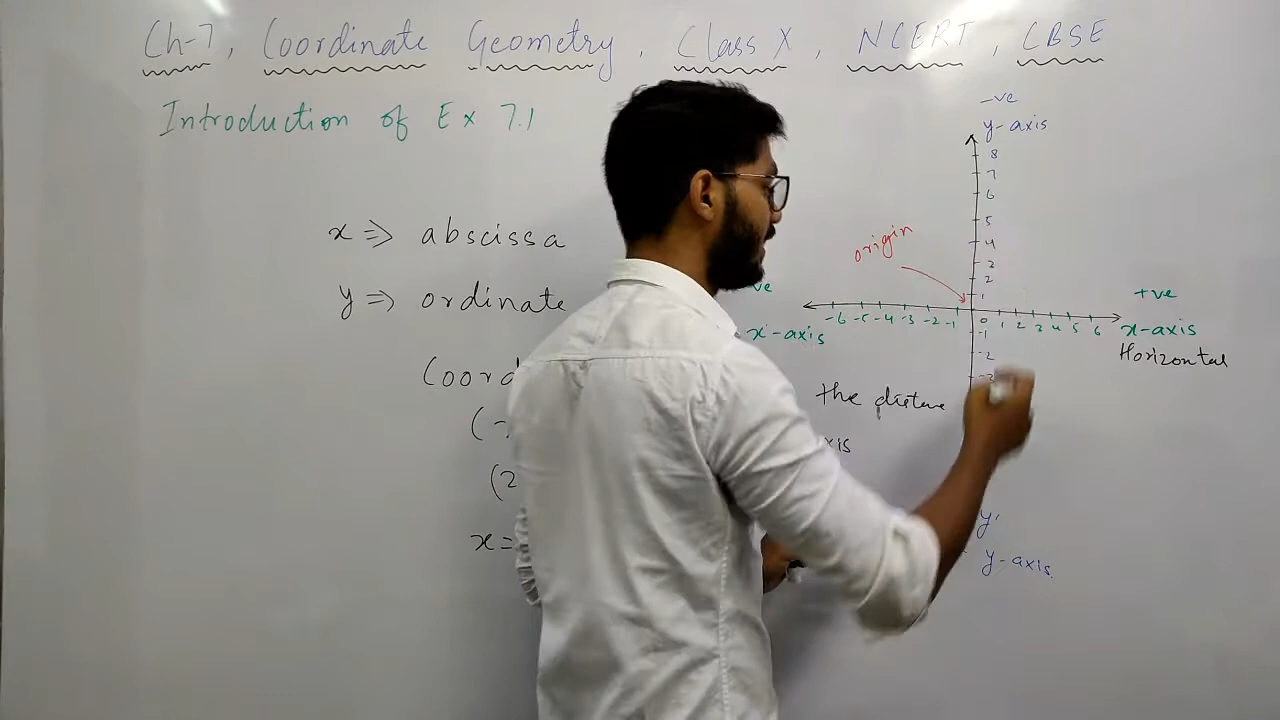 Ch-7, Coordinate Geometry, Class X, NCERT, CBSE
Introduction of Ex 7.1
-ve
y-axis
8
7
6
5
4
3
2
1
x => abscissa
origin
y => ordinate
ve
+ve
-6 -5 -4 -3 -2 -1 0 1 2 3 4 5 6
x'-axis
x-axis
Horizontal
-1
-2
-3
Coord
the distance
xis
(-
(2
x=
y'
y-axis.